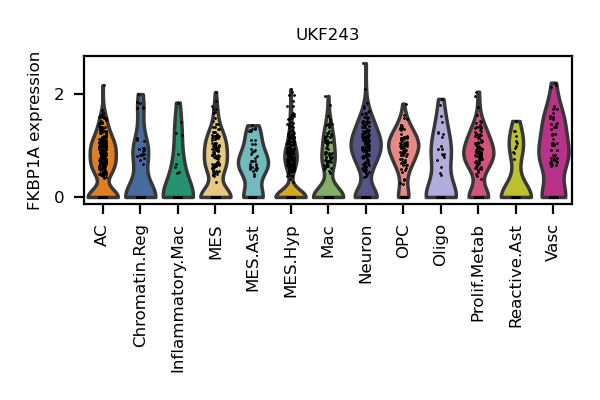 UKF243
FKBP1A expression
2
0
AC
Chromatin.Reg
Inflammatory.Mac
MES
MES.Ast
MES.Hyp
Mac
Neuron
OPC
Oligo
Prolif.Metab
Reactive.Ast
Vasc